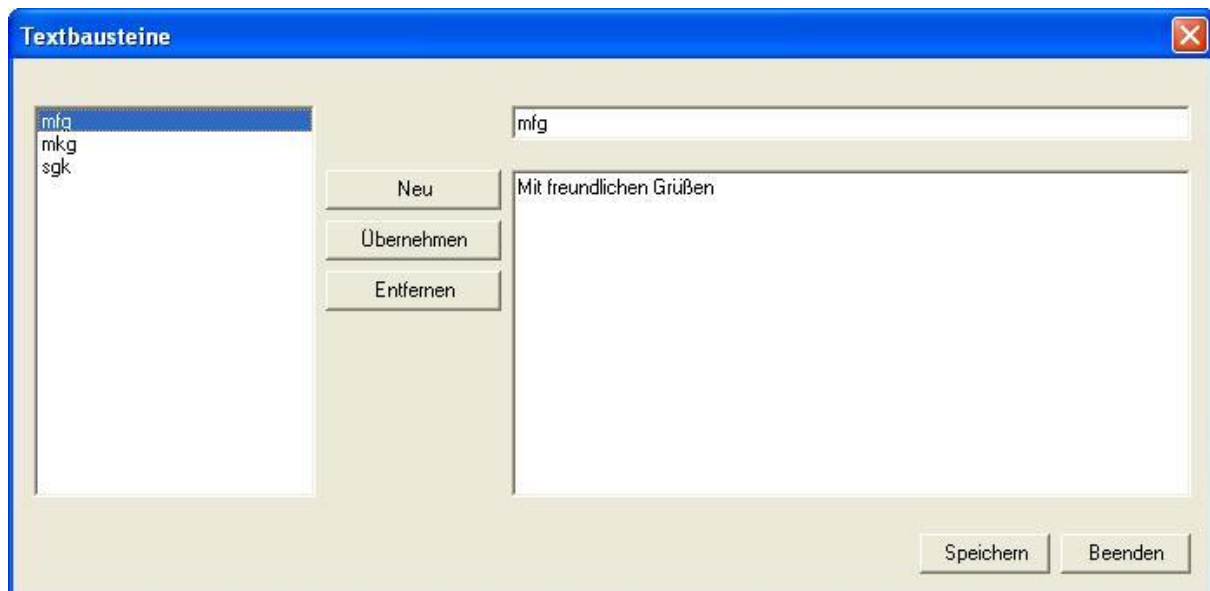 Textbausteine
mfg
mkg
sgk
Neu
Übernehmen
Entfernen
mfg
Mit freundlichen Grüßen
Speichern
Beenden